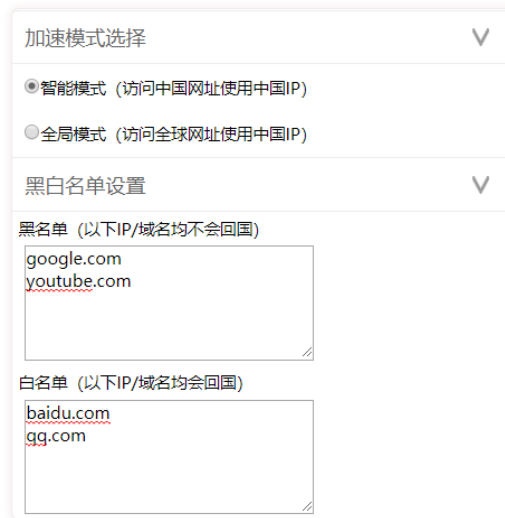 加速模式选择
智能模式（访问中国网址使用中国IP）
全局模式（访问全球网址使用中国IP）
黑白名单设置
黑名单（以下IP/域名均不会回国）
google.com
youtube.com
白名单（以下IP/域名均会回国）
baidu.com
qq.com